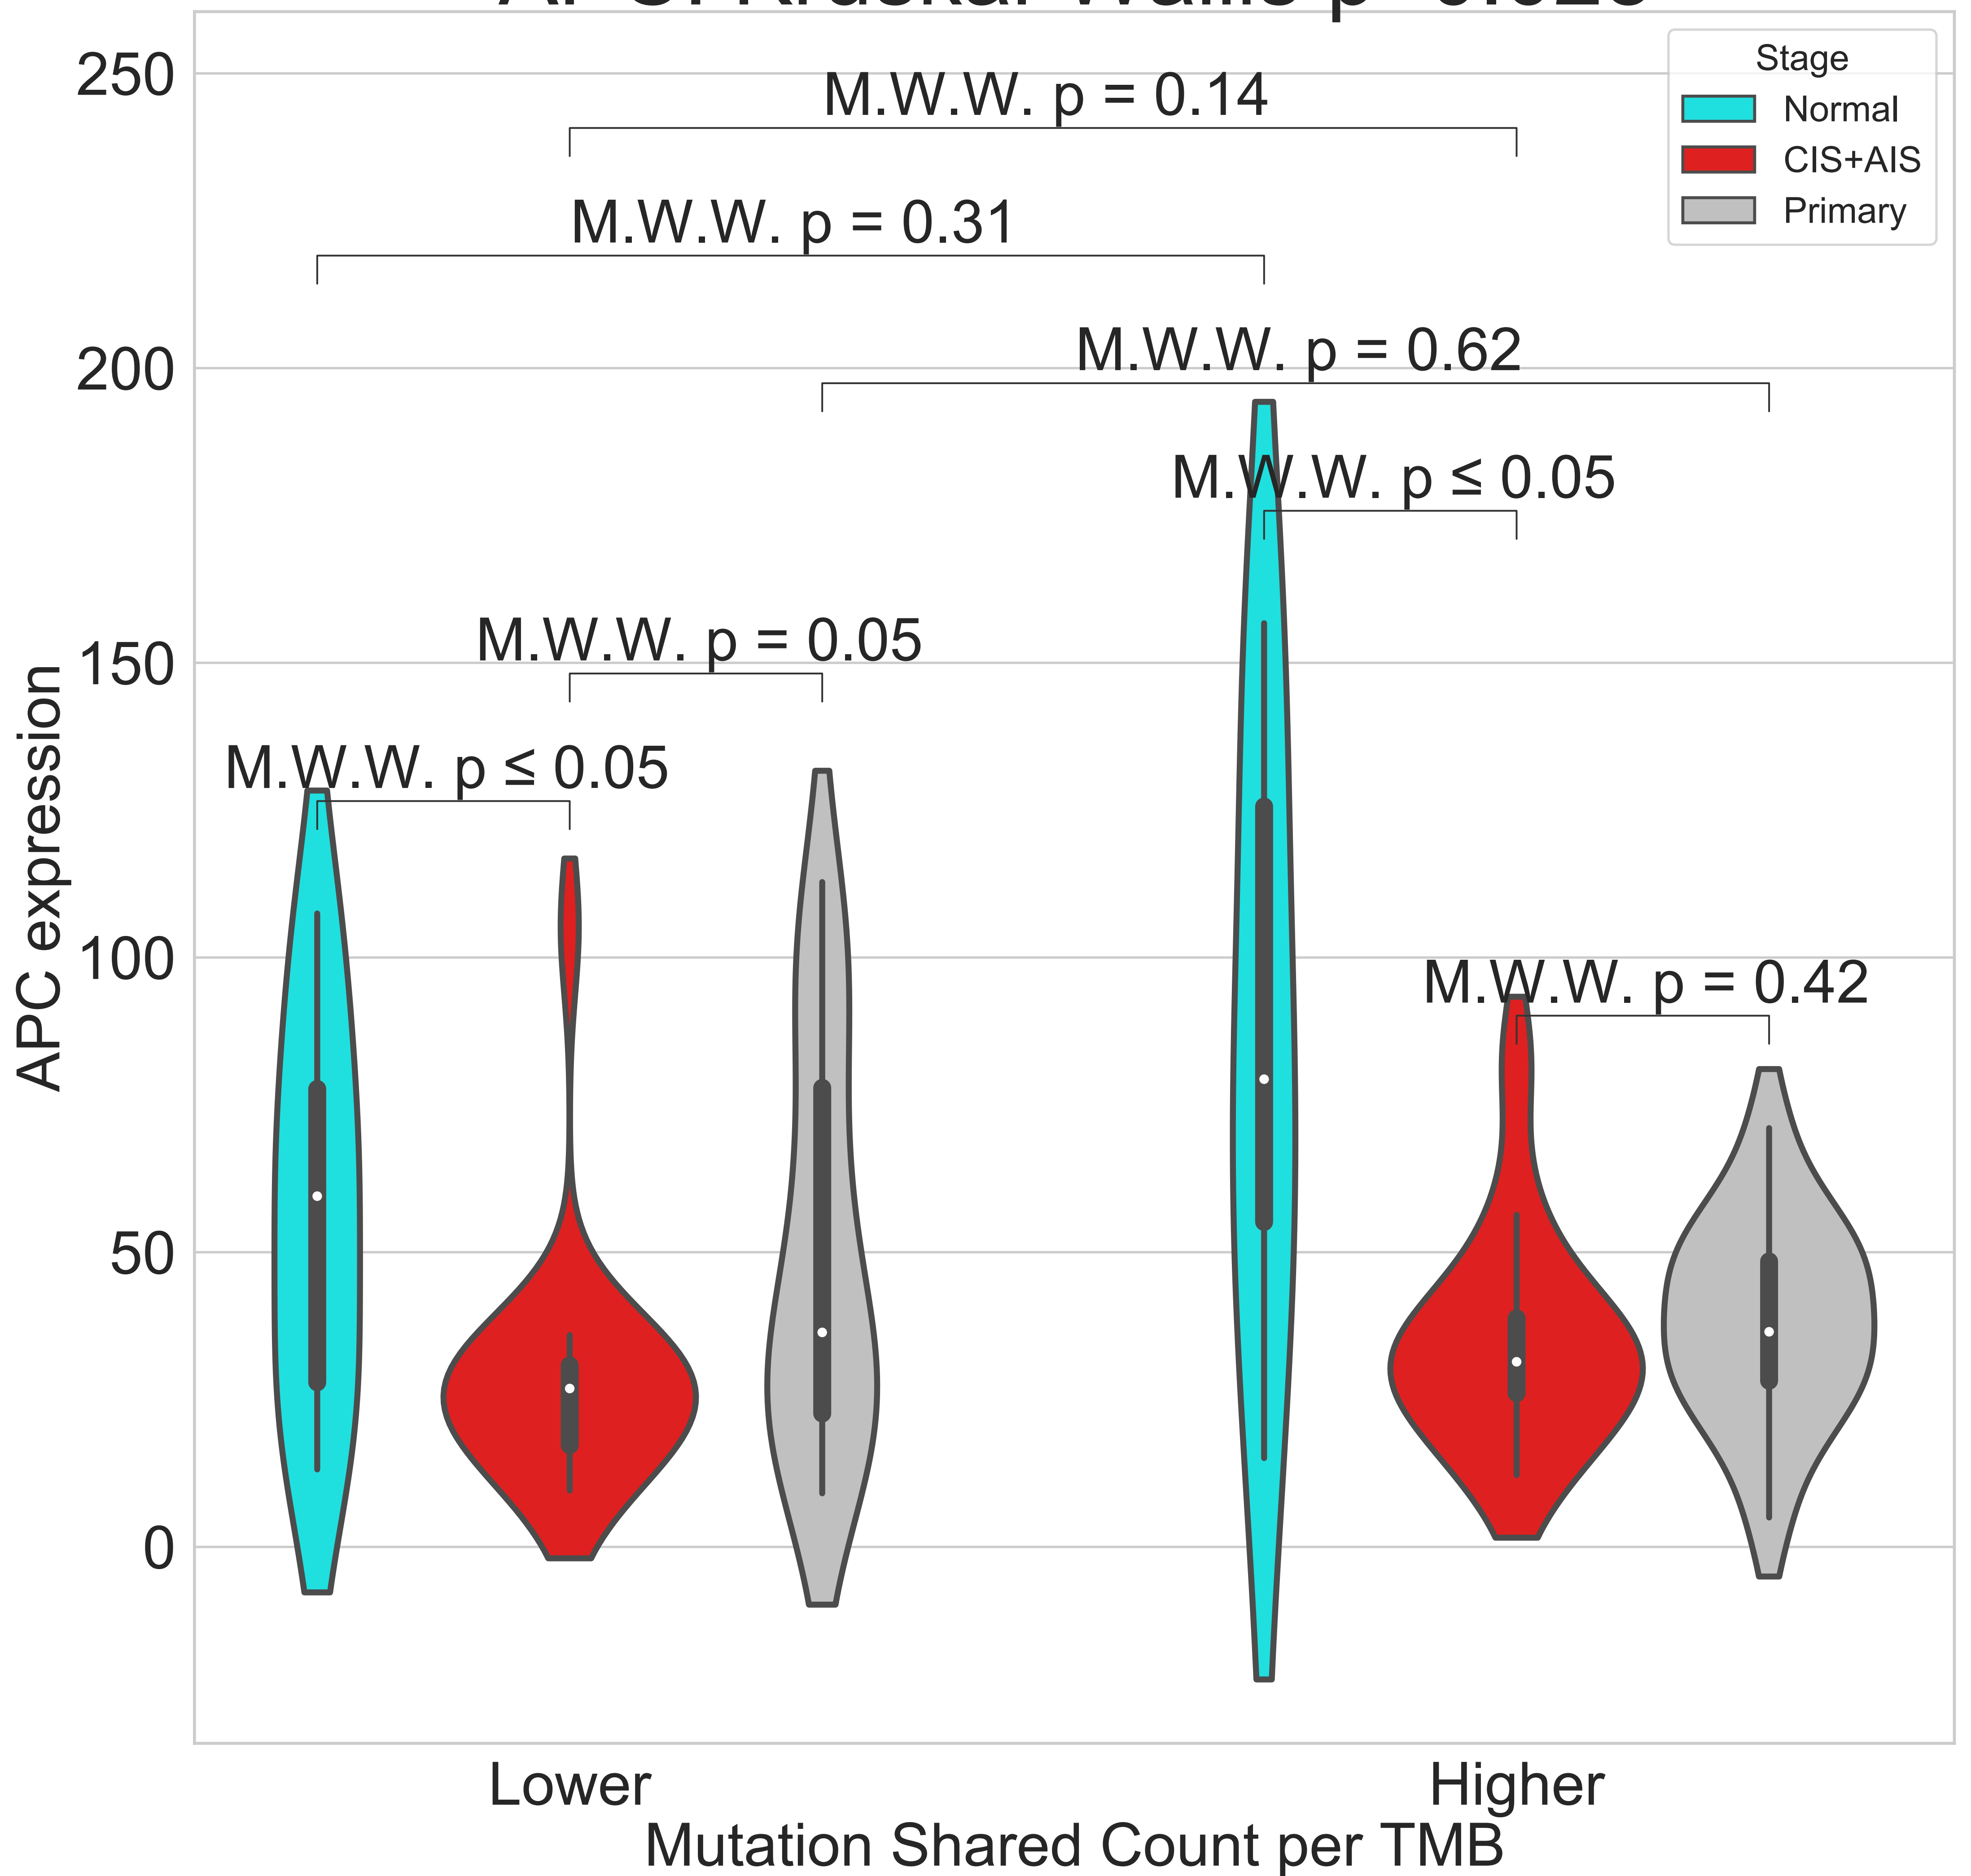 250
200
150
100
50
0
APC expression
M.W.W. p = 0.14
M.W.W. p = 0.31
M.W.W. p = 0.62
M.W.W. p ≤ 0.05
M.W.W. p = 0.05
M.W.W. p ≤ 0.05
M.W.W. p = 0.42
Stage
Normal
CIS+AIS
Primary
Lower
Higher
Mutation Shared Count per TMB